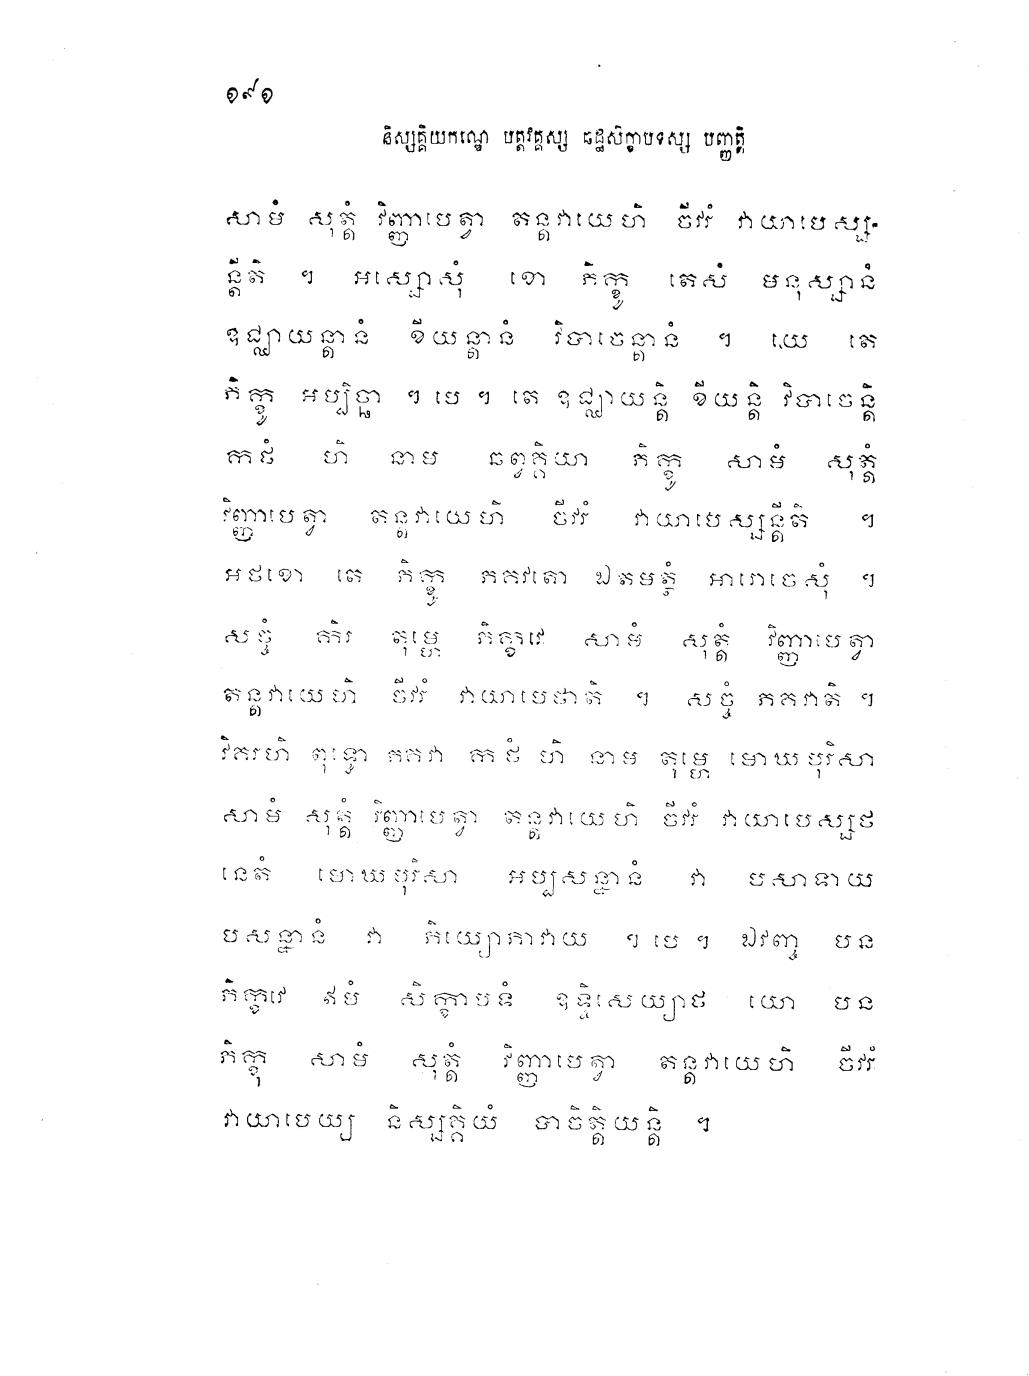 ១៩១
និស្សគ្គិយកណ្ឌេ បត្តវគ្គស្ស ឆដ្ឋសិក្ខាបទស្ស បញ្ញត្តិ
សាមំ សុត្តំ វិញ្ញាបេត្វា តន្តវាយេហិ ចីវរំ វាយាបេស្ស-
ន្តីតិ ។ អស្សោសុំ ខោ ភិក្ខូ តេសំ មនុស្សានំ
ឧជ្ឈាយន្តានំ ខីយន្តានំ វិបាចេន្តានំ ។ យេ តេ
ភិក្ខូ អប្បិច្ឆា ។ បេ ។ តេ ឧជ្ឈាយន្តិ ខីយន្តិ វិបាចេន្តិ
កថំ ហិ នាម ឆព្វគ្គិយា ភិក្ខូ សាមំ សុត្តំ
វិញ្ញាបេត្វា តន្តវាយេហិ ចីវរំ វាយាបេស្សន្តីតិ ។
អថខោ តេ ភិក្ខូ ភគវតោ ឯតមត្ថំ អារោចេសុំ ។
សច្ចំ កិរ តុម្ហេ ភិក្ខវេ សាមំ សុត្តំ វិញ្ញាបេត្វា
តន្តវាយេហិ ចីវរំ វាយាបេថាតិ ។ សច្ចំ ភគវាតិ ។
វិគរហិ ពុទ្ធោ ភគវា កថំ ហិ នាម តុម្ហេ មោឃបុរិសា
សាមំ សុត្តំ វិញ្ញាបេត្វា តន្តវាយេហិ ចីវរំ វាយាបេស្សថ
នេតំ មោឃបុរិសា អប្បសន្នានំ វា បសាទាយ
បសន្នានំ វា ភិយ្យោភាវាយ ។ បេ ។ ឯវញ្ច បន
ភិក្ខវេ ឥមំ សិក្ខាបទំ ឧទ្ទិសេយ្យាថ យោ បន
ភិក្ខុ សាមំ សុត្តំ វិញ្ញាបេត្វា តន្តវាយេហិ ចីវរំ
វាយាបេយ្យ និស្សគ្គិយំ បាចិត្តិយន្តិ ។